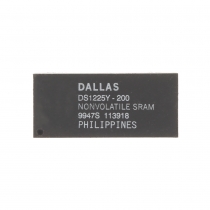 DALLAS
DS1225Y-200
NONVOLATILE SRAM
9947S 113918
PHILIPPINES